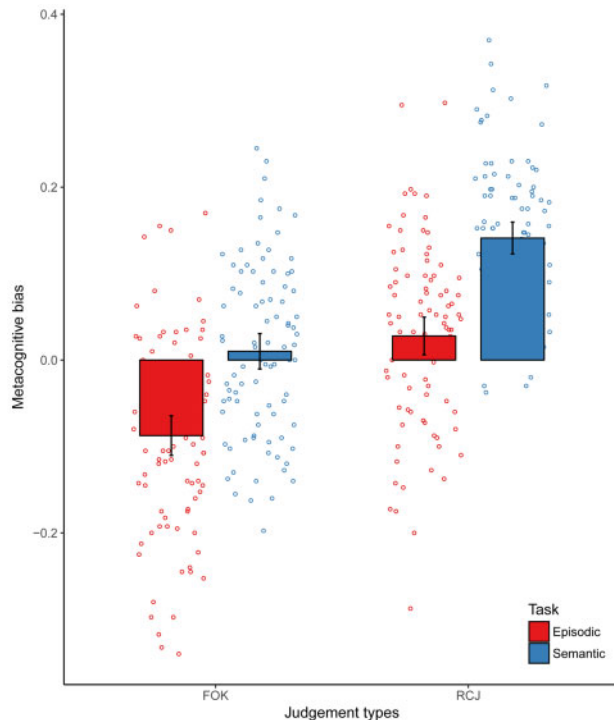 0.4
0.2
0.0
−0.2
Metacognitive bias
FOK
RCJ
Judgement types
Task
Episodic
Semantic